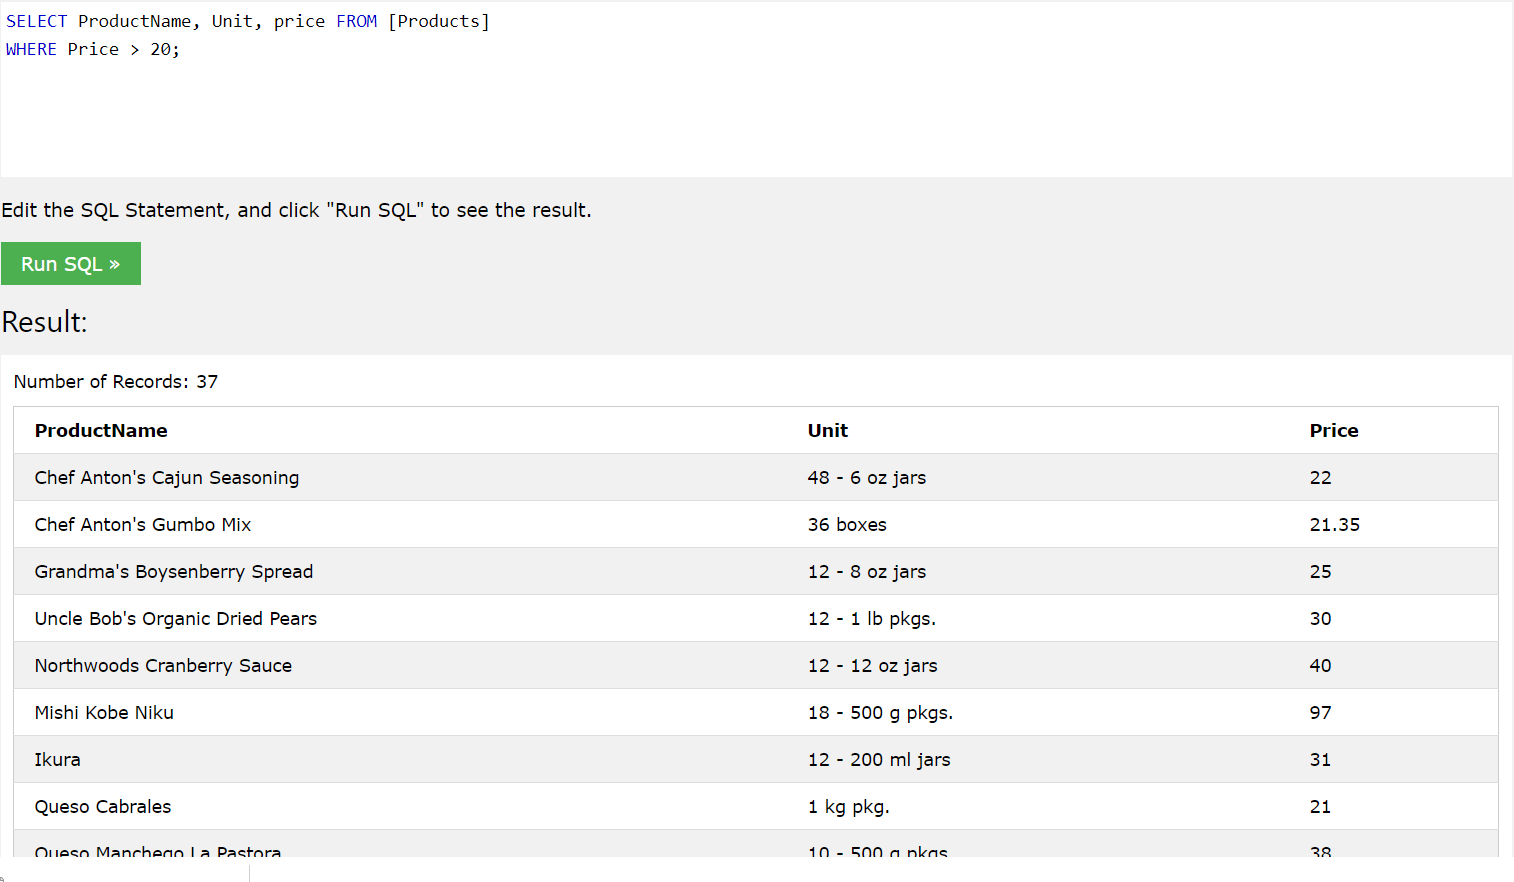 SELECT ProductName, Unit, price FROM [Products]
WHERE Price > 20;
Edit the SQL Statement, and click "Run SQL" to see the result.
Run SQL »
Result:
Number of Records: 37
ProductName Unit Price
Chef Anton's Cajun Seasoning 48 - 6 oz jars 22
Chef Anton's Gumbo Mix 36 boxes 21.35
Grandma's Boysenberry Spread 12 - 8 oz jars 25
Uncle Bob's Organic Dried Pears 12 - 1 lb pkgs. 30
Northwoods Cranberry Sauce 12 - 12 oz jars 40
Mishi Kobe Niku 18 - 500 g pkgs. 97
Ikura 12 - 200 ml jars 31
Queso Cabrales 1 kg pkg. 21
Queso Manchego La Pastora 10 - 500 g pkgs. 38